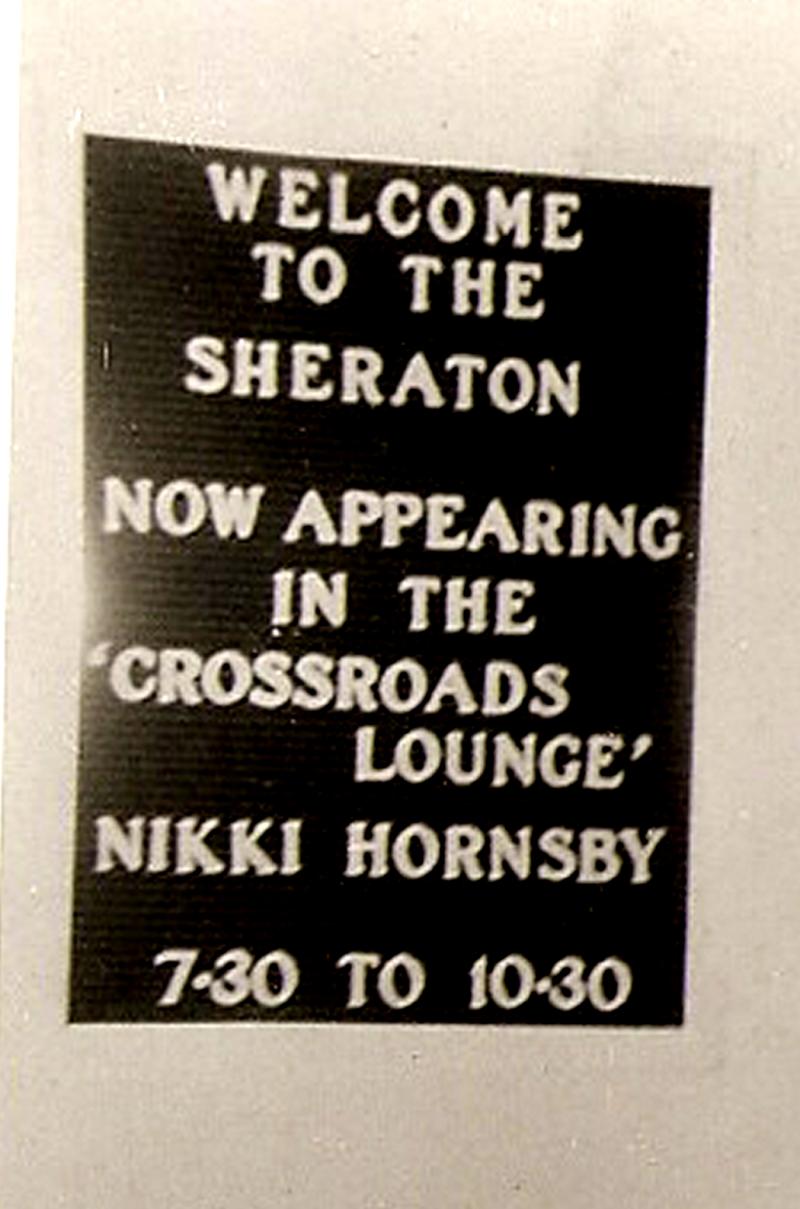 WELCOME
TO THE
SHERATON
NOW APPEARING
IN THE
'CROSSROADS
LOUNGE'
NIKKI HORNSBY
7·30 TO 10·30